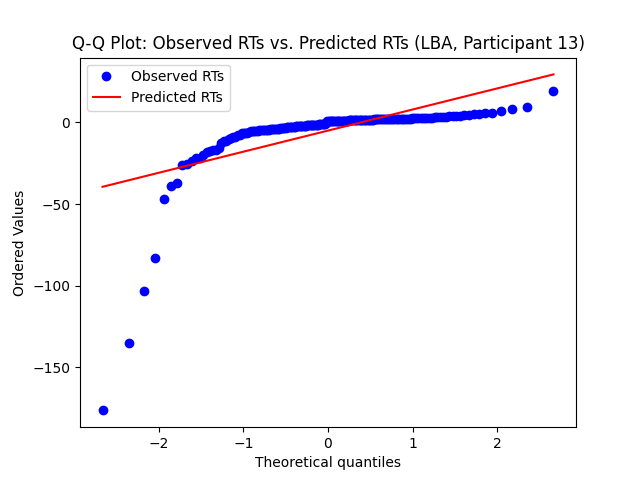 Q-Q Plot: Observed RTs vs. Predicted RTs (LBA, Participant 13)
Observed RTs
Predicted RTs
Ordered Values
0
−50
−100
−150
−2
−1
0
1
2
Theoretical quantiles